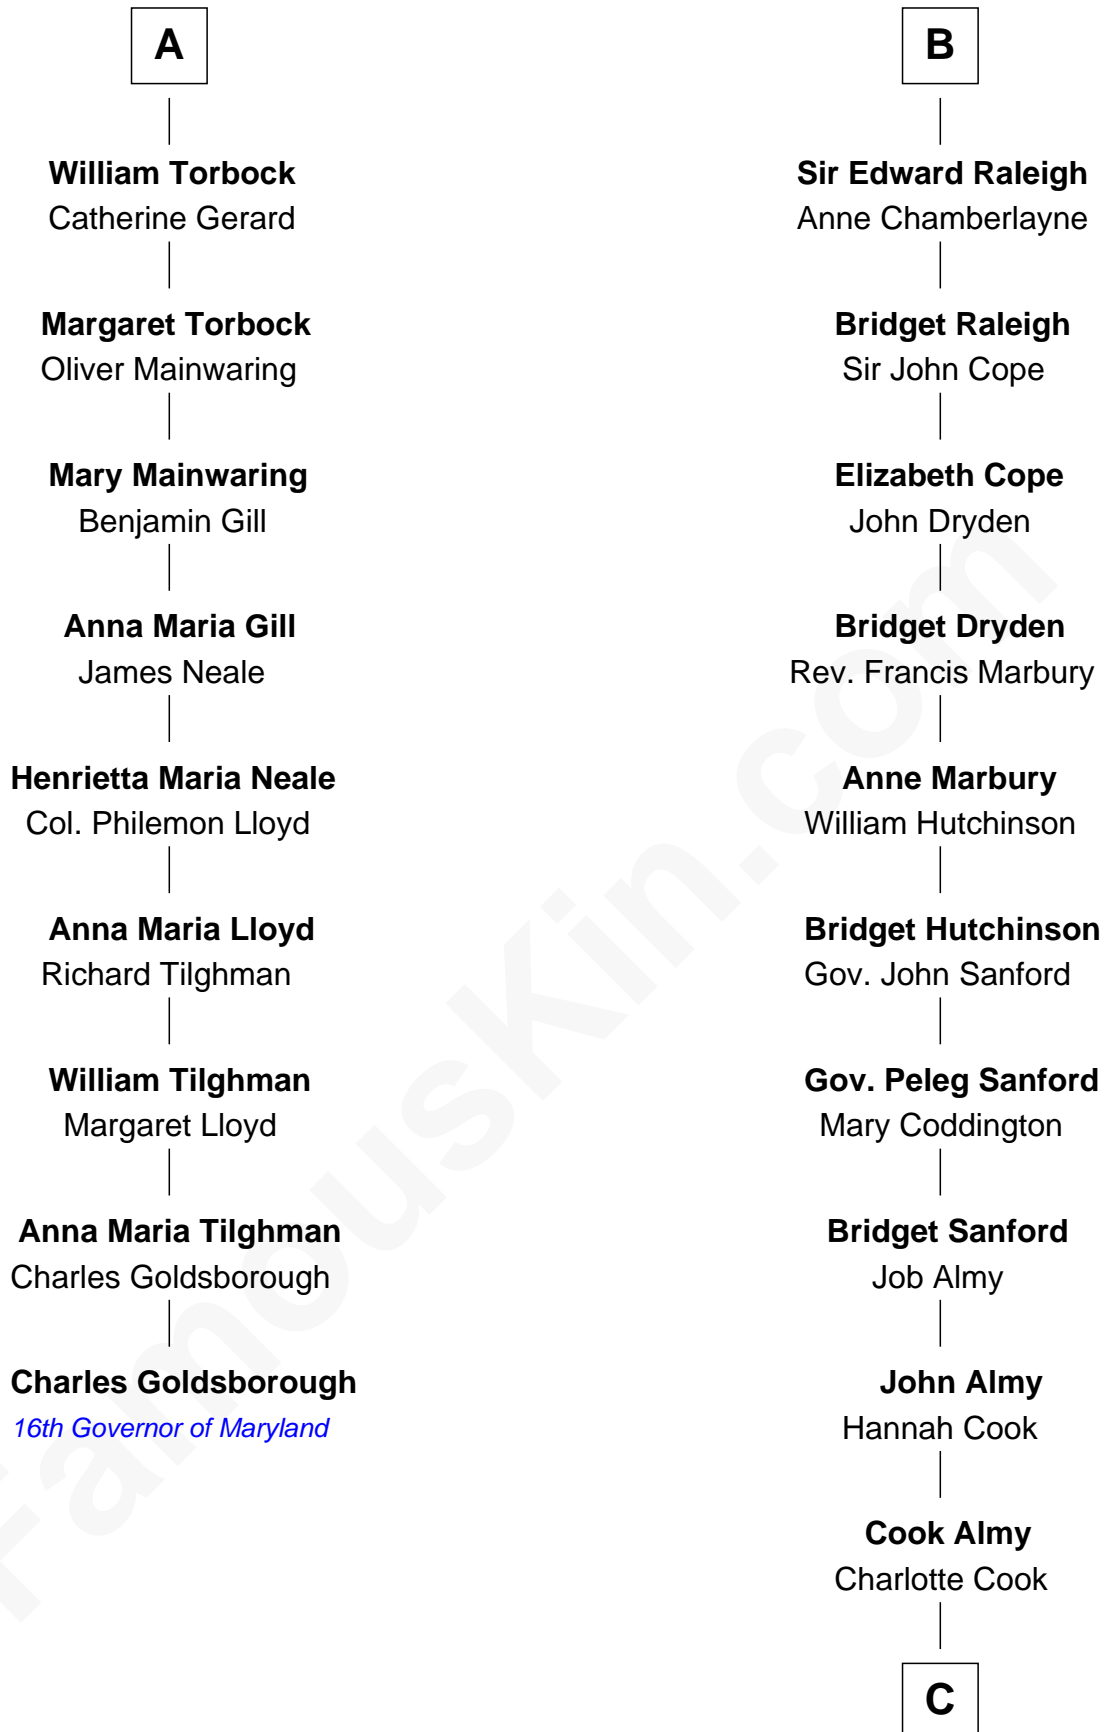 A
William Torbock
Catherine Gerard
Margaret Torbock
Oliver Mainwaring
Mary Mainwaring
Benjamin Gill
Anna Maria Gill
James Neale
Henrietta Maria Neale
Col. Philemon Lloyd
Anna Maria Lloyd
Richard Tilghman
William Tilghman
Margaret Lloyd
Anna Maria Tilghman
Charles Goldsborough
Charles Goldsborough
16th Governor of Maryland
B
Sir Edward Raleigh
Anne Chamberlayne
Bridget Raleigh
Sir John Cope
Elizabeth Cope
John Dryden
Bridget Dryden
Rev. Francis Marbury
Anne Marbury
William Hutchinson
Bridget Hutchinson
Gov. John Sanford
Gov. Peleg Sanford
Mary Coddington
Bridget Sanford
Job Almy
John Almy
Hannah Cook
Cook Almy
Charlotte Cook
C
FamousKin.com